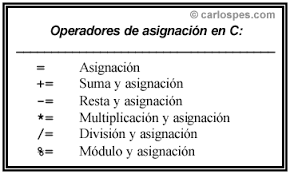 © carlospes.com
Operadores de asignación en C:
= Asignación
+= Suma y asignación
-= Resta y asignación
*= Multiplicación y asignación
/= División y asignación
%= Módulo y asignación